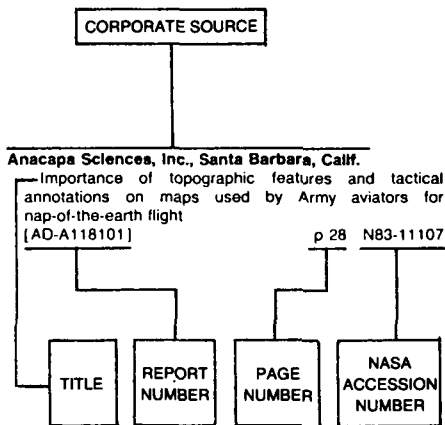 CORPORATE SOURCE
Anacapa Sciences, Inc., Santa Barbara, Calif.
Importance of topographic features and tactical
annotations on maps used by Army aviators for
nap-of-the-earth flight
[AD-A118101] p 28 N83-11107
TITLE
REPORT
NUMBER
PAGE
NUMBER
NASA
ACCESSION
NUMBER